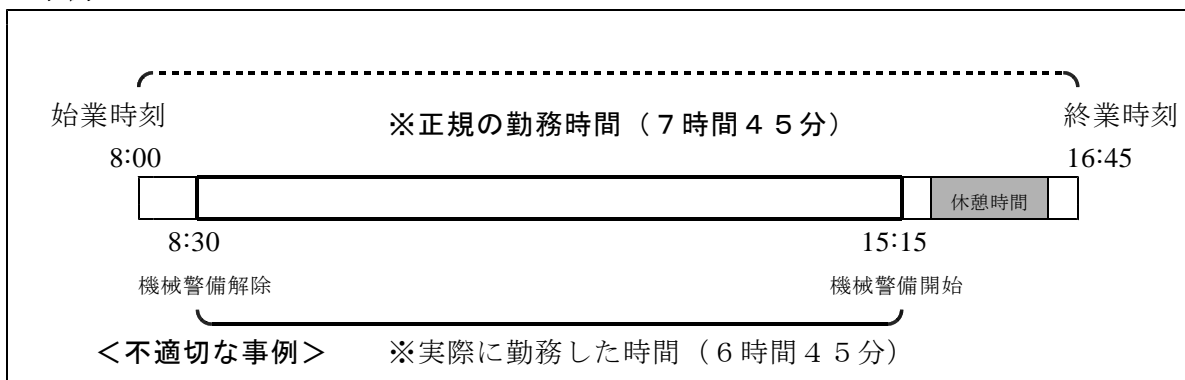 ※正規の勤務時間（７時間４５分）
始業時刻
8:00
終業時刻
16:45
休憩時間
8:30
機械警備解除
15:15
機械警備開始
＜不適切な事例＞ ※実際に勤務した時間（６時間４５分）